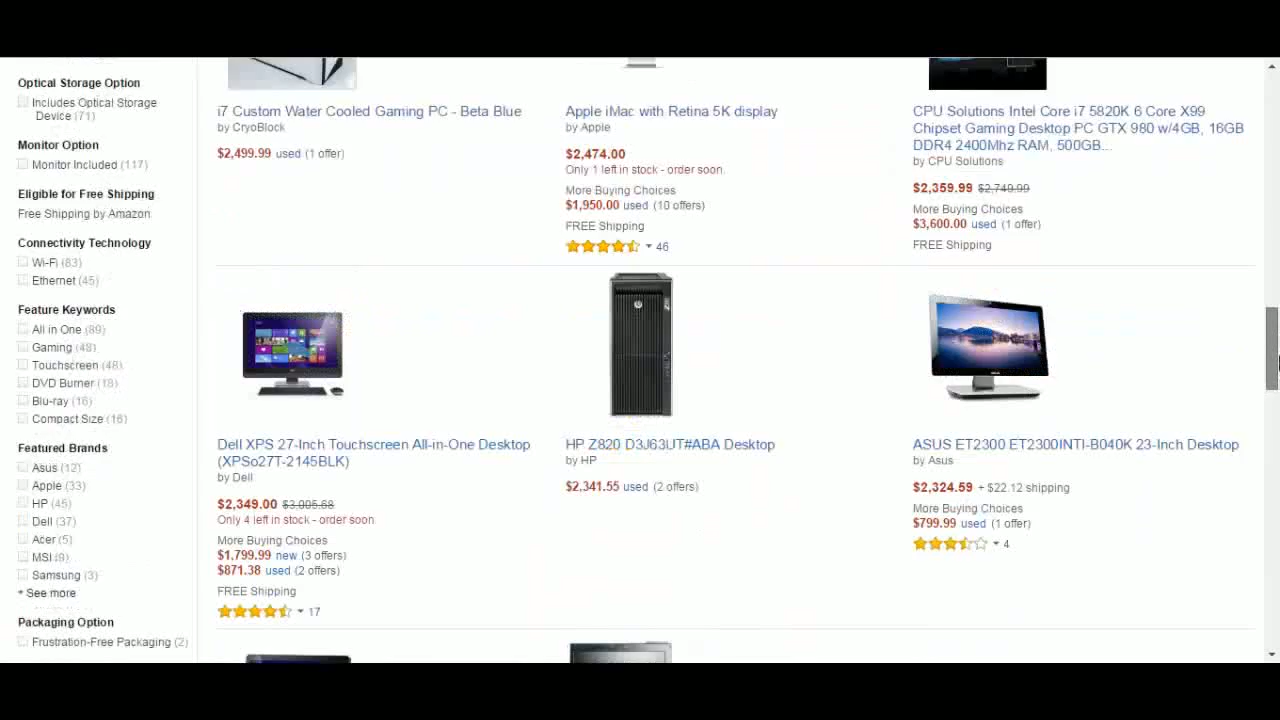 Optical Storage Option
Includes Optical Storage
Device (71)
Monitor Option
Monitor Included (117)
Eligible for Free Shipping
Free Shipping by Amazon
Connectivity Technology
Wi-Fi (83)
Ethernet (45)
Feature Keywords
All in One (89)
Gaming (48)
Touchscreen (48)
DVD Burner (18)
Blu-ray (16)
Compact Size (16)
Featured Brands
Asus (12)
Apple (33)
HP (45)
Dell (37)
Acer (5)
MSI (9)
Samsung (3)
See more
Packaging Option
Frustration-Free Packaging (2)
i7 Custom Water Cooled Gaming PC - Beta Blue
by CryoBlock
$2,499.99 used (1 offer)
Apple iMac with Retina 5K display
by Apple
$2,474.00
Only 1 left in stock - order soon.
More Buying Choices
$1,950.00 used (10 offers)
FREE Shipping
46
CPU Solutions Intel Core i7 5820K 6 Core X99
Chipset Gaming Desktop PC GTX 980 w/4GB, 16GB
DDR4 2400Mhz RAM, 500GB...
by CPU Solutions
$2,359.99 $2,749.99
More Buying Choices
$3,600.00 used (1 offer)
FREE Shipping
Dell XPS 27-Inch Touchscreen All-in-One Desktop
(XPSo27T-2145BLK)
by Dell
$2,349.00 $3,005.68
Only 4 left in stock - order soon
More Buying Choices
$1,799.99 new (3 offers)
$871.38 used (2 offers)
FREE Shipping
17
HP Z820 D3J63UT#ABA Desktop
by HP
$2,341.55 used (2 offers)
ASUS ET2300 ET2300INTI-B040K 23-Inch Desktop
by Asus
$2,324.59 + $22.12 shipping
More Buying Choices
$799.99 used (1 offer)
4